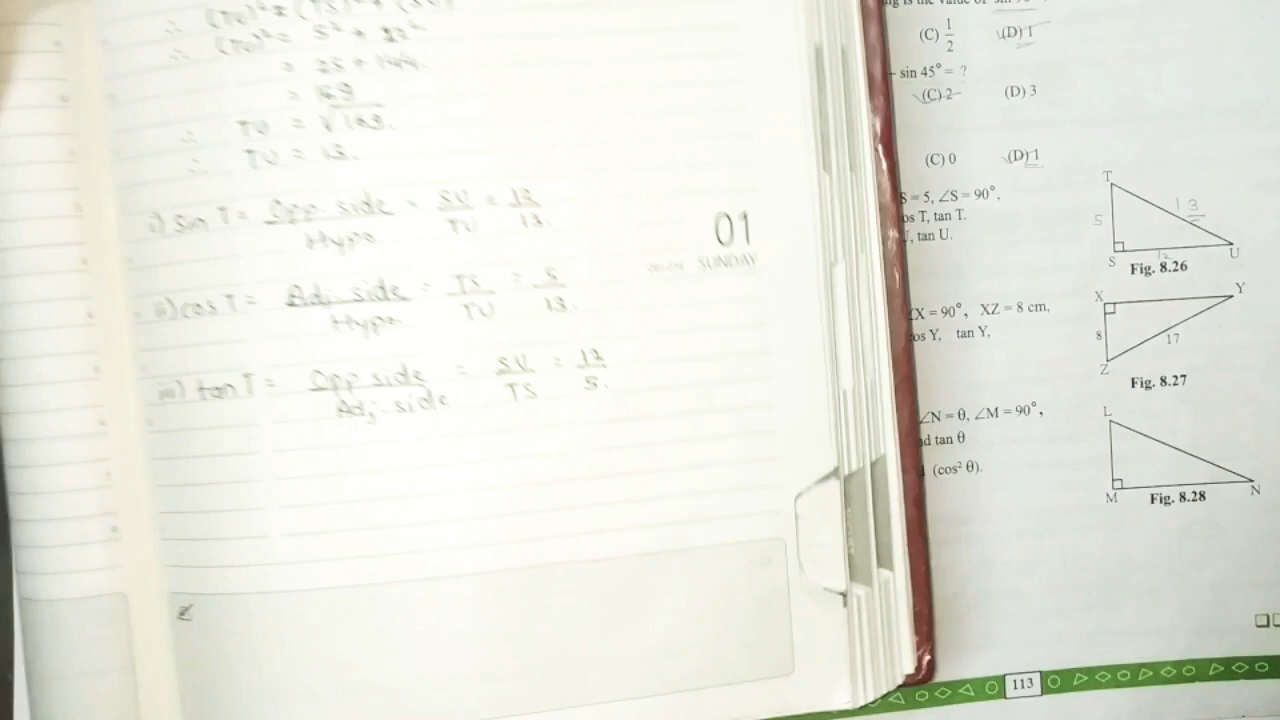 ∴ (TU)² = 5² + 12²
= 25 + 144.
= 69
∴ TU = √169.
∴ TU = 13.
i) sin T = Opp side / Hypo = SU / TU = 12 / 13.
ii) cos T = Adj side / Hypo = TS / TU = 5 / 13.
iii) tan T = Opp side / Adj. side = SU / TS = 12 / 5.
01
SUNDAY
(C) 1/2 (D) 1
sin 45° = ?
(C) 2 (D) 3
(C) 0 (D) 1
S = 5, ∠S = 90°,
os T, tan T.
U, tan U.
T
5
13
12
S
U
Fig. 8.26
∠X = 90°, XZ = 8 cm,
os Y, tan Y,
X
Y
8
17
Z
Fig. 8.27
∠N = θ, ∠M = 90°,
d tan θ
(cos² θ).
L
M
N
Fig. 8.28
113